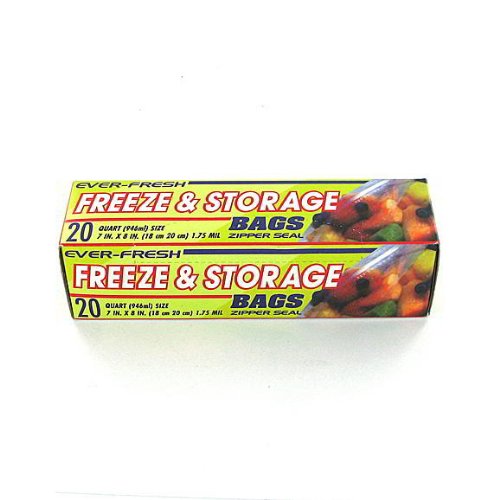 EVER-FRESH
FREEZE & STORAGE
BAGS
20 QUART (946ml) SIZE
7 IN. X 8 IN. (18 cm 20 cm) 1.75 MIL
ZIPPER SEAL
EVER-FRESH
FREEZE & STORAGE
BAGS
20 QUART (946ml) SIZE
7 IN. X 8 IN. (18 cm 20 cm) 1.75 MIL
ZIPPER SEAL